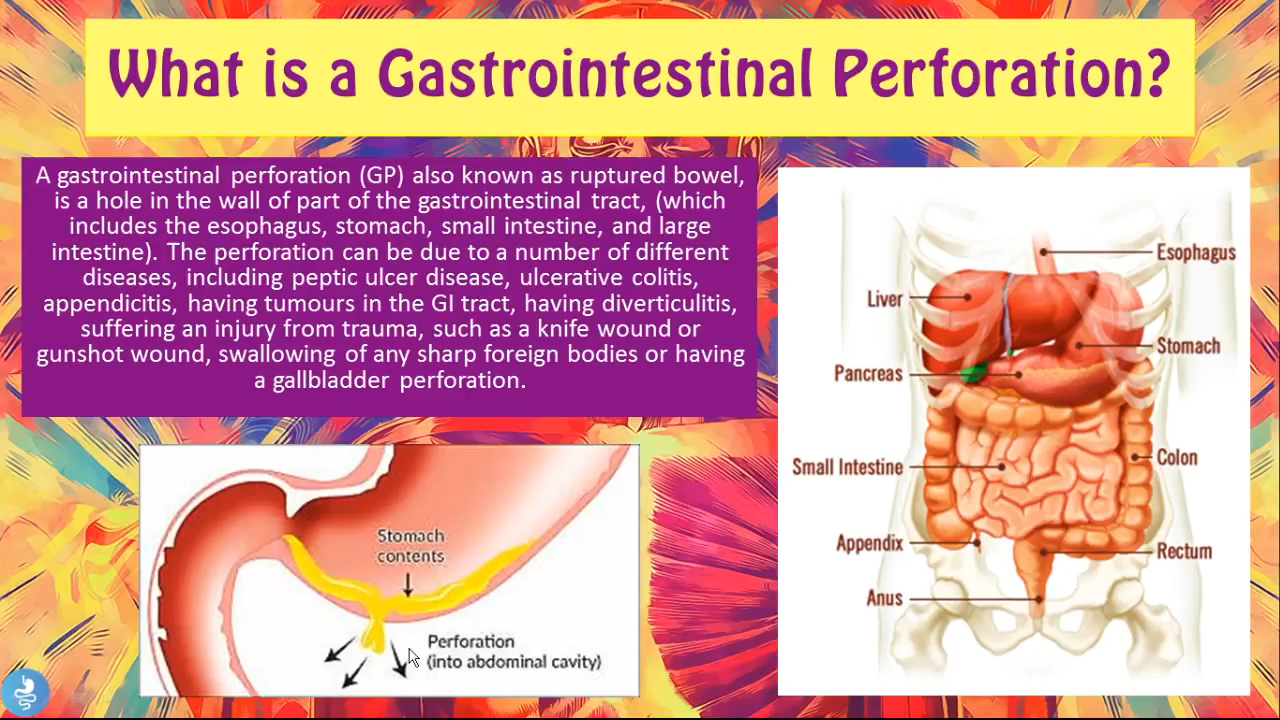 What is a Gastrointestinal Perforation?
A gastrointestinal perforation (GP) also known as ruptured bowel,
is a hole in the wall of part of the gastrointestinal tract, (which
includes the esophagus, stomach, small intestine, and large
intestine). The perforation can be due to a number of different
diseases, including peptic ulcer disease, ulcerative colitis,
appendicitis, having tumours in the GI tract, having diverticulitis,
suffering an injury from trauma, such as a knife wound or
gunshot wound, swallowing of any sharp foreign bodies or having
a gallbladder perforation.
Stomach
contents
Perforation
(into abdominal cavity)
Esophagus
Liver
Stomach
Pancreas
Colon
Small Intestine
Appendix
Rectum
Anus